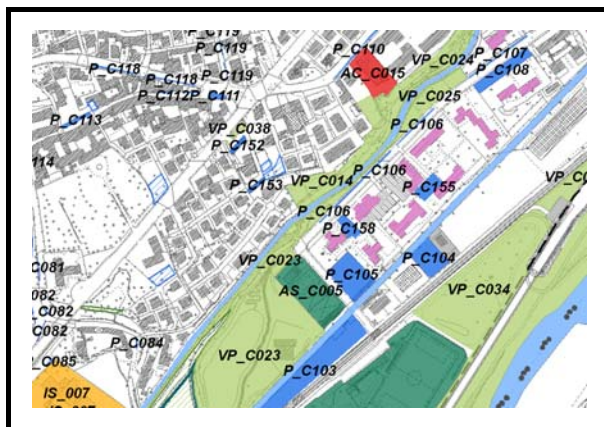 P_C119
P_C110
P_C107
P_C119
VP_C024
P_C118
P_C108
P_C118
P_C119
AC_C015
P_C112
P_C111
VP_C025
P_C113
VP_C038
P_C106
P_C152
114
P_C106
P_C153
VP_C014
P_C155
VP_C0
P_C106
P_C158
VP_C023
P_C104
C081
P_C105
AS_C005
VP_C034
082
C082
C082
P_C084
C085
VP_C023
P_C103
IS_007